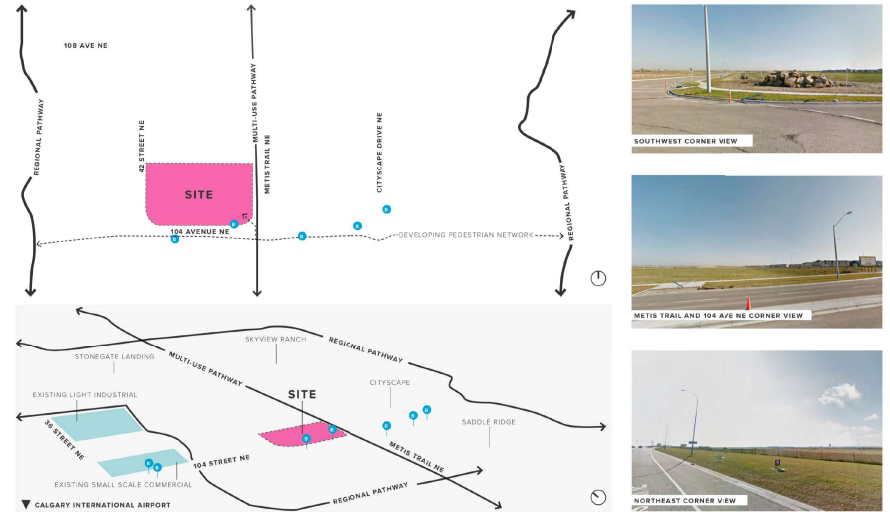 108 AVE NE
REGIONAL PATHWAY
42 STREET NE
MULTI-USE PATHWAY
METIS TRAIL NE
CITYSCAPE DRIVE NE
REGIONAL PATHWAY
SITE
104 AVENUE NE
DEVELOPING PEDESTRIAN NETWORK
B
B
B
B
B
SOUTHWEST CORNER VIEW
METIS TRAIL AND 104 AVE NE CORNER VIEW
NORTHEAST CORNER VIEW
SKYVIEW RANCH
REGIONAL PATHWAY
STONEGATE LANDING
MULTI-USE PATHWAY
CITYSCAPE
SITE
EXISTING LIGHT INDUSTRIAL
SADDLE RIDGE
36 STREET NE
METIS TRAIL NE
104 STREET NE
EXISTING SMALL SCALE COMMERCIAL
REGIONAL PATHWAY
CALGARY INTERNATIONAL AIRPORT
B
B
B
B
B
B
B